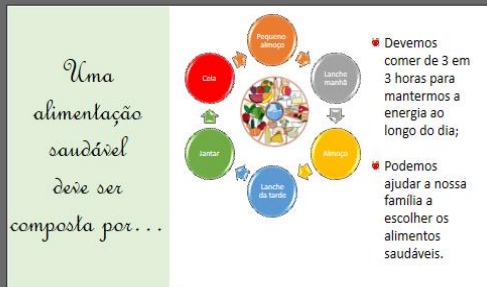 Uma
alimentação
saudável
deve ser
composta por...
Pequeno
almoço
Lanche
manhã
Almoço
Lanche
da tarde
Jantar
Ceia
Devemos
comer de 3 em
3 horas para
mantermos a
energia ao
longo do dia;
Podemos
ajudar a nossa
família a
escolher os
alimentos
saudáveis.